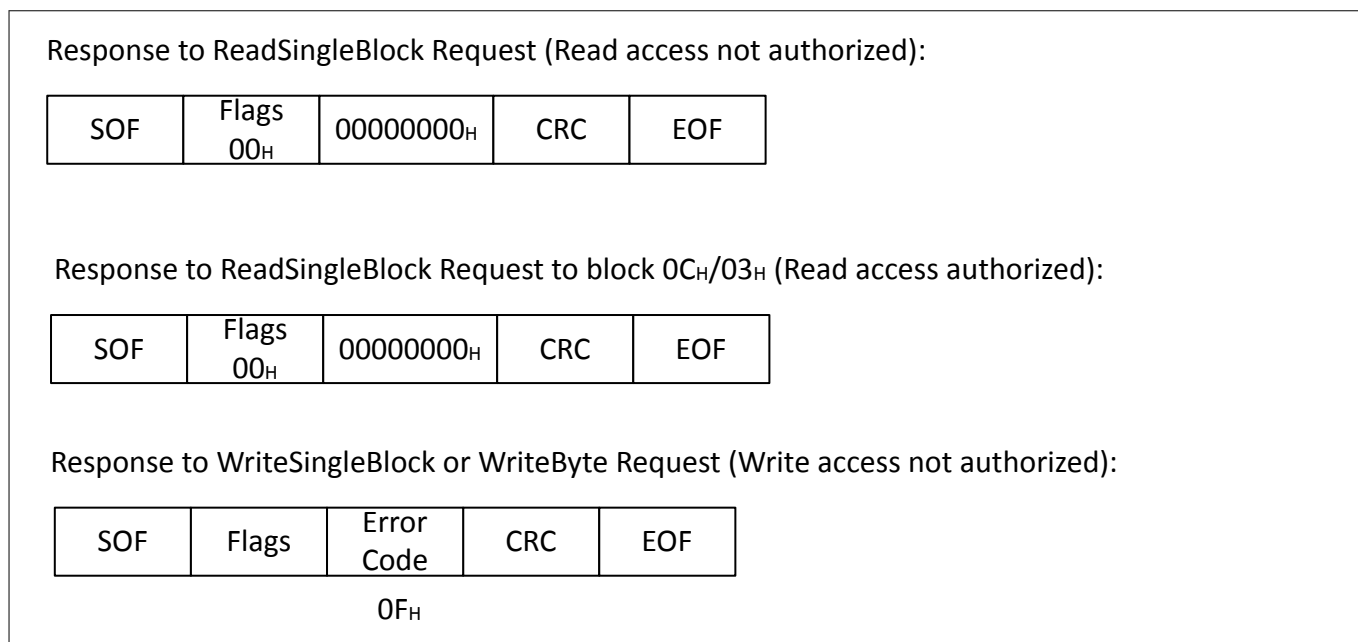 Response to ReadSingleBlock Request (Read access not authorized):
SOF Flags 00H 00000000H CRC EOF
Response to ReadSingleBlock Request to block 0CH/03H (Read access authorized):
SOF Flags 00H 00000000H CRC EOF
Response to WriteSingleBlock or WriteByte Request (Write access not authorized):
SOF Flags Error Code CRC EOF
0FH